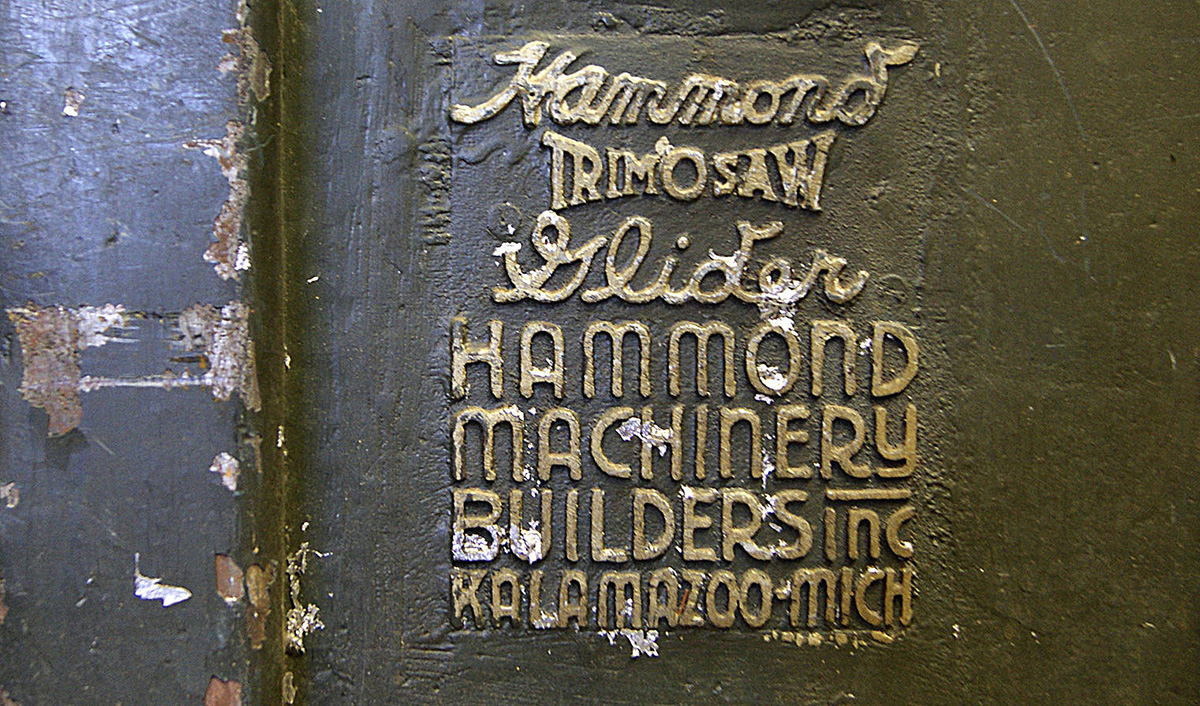 Hammond
TRIMOSAW
Glider
HAMMOND
MACHINERY
BUILDERS INC
KALAMAZOO-MICH